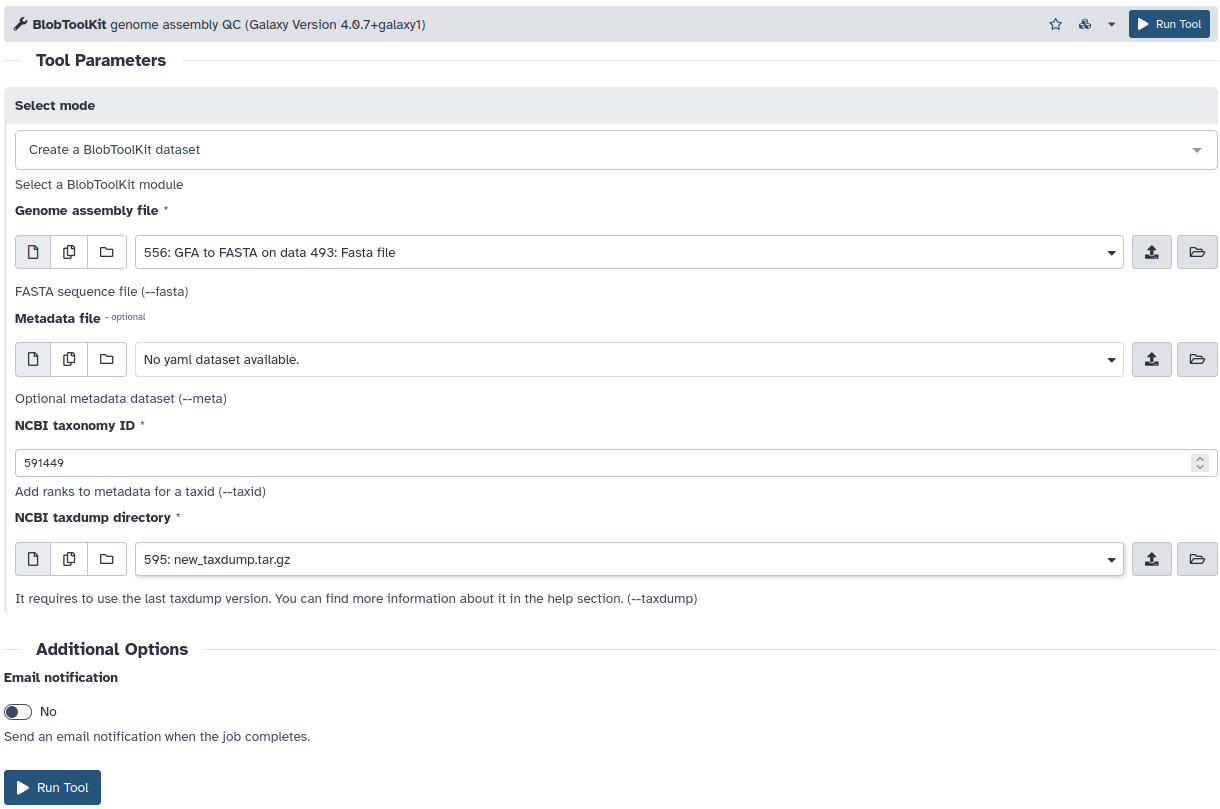 BlobToolKit genome assembly QC (Galaxy Version 4.0.7+galaxy1)
Run Tool
Tool Parameters
Select mode
Create a BlobToolKit dataset
Select a BlobToolKit module
Genome assembly file *
556: GFA to FASTA on data 493: Fasta file
FASTA sequence file (--fasta)
Metadata file - optional
No yaml dataset available.
Optional metadata dataset (--meta)
NCBI taxonomy ID *
591449
Add ranks to metadata for a taxid (--taxid)
NCBI taxdump directory *
595: new_taxdump.tar.gz
It requires to use the last taxdump version. You can find more information about it in the help section. (--taxdump)
Additional Options
Email notification
No
Send an email notification when the job completes.
Run Tool